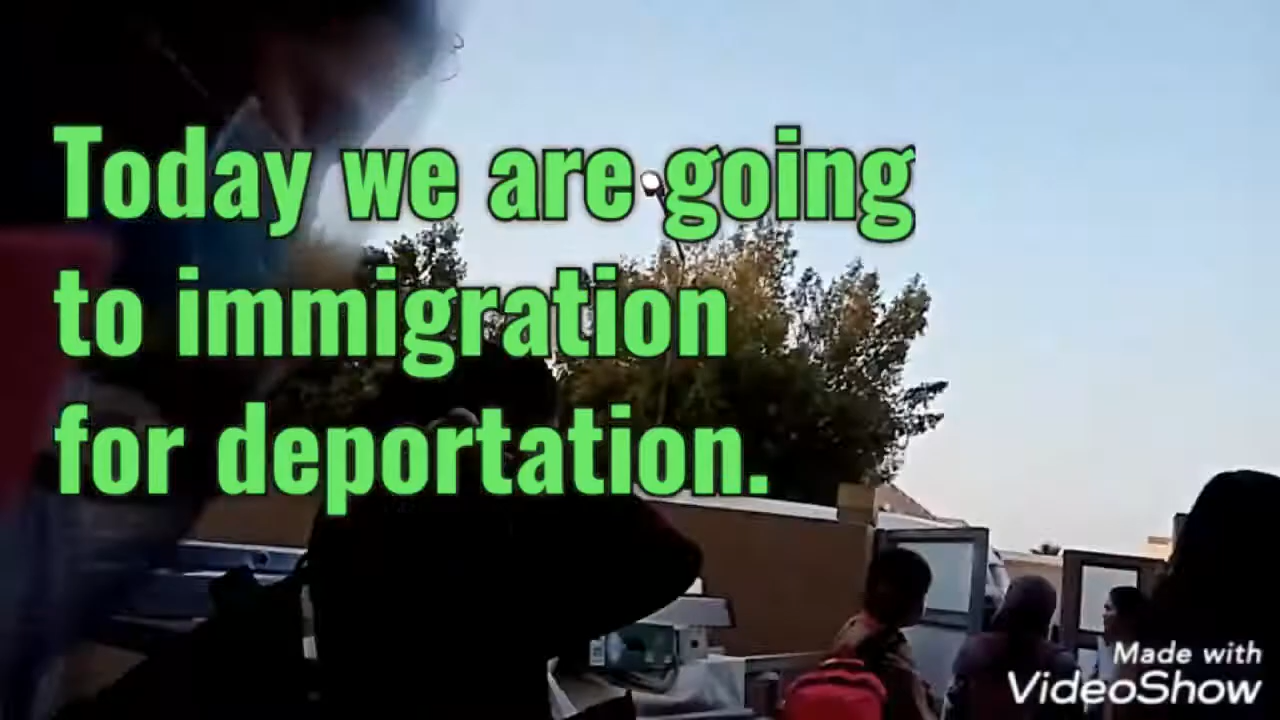 Today we are going
to immigration
for deportation.
Made with
VideoShow